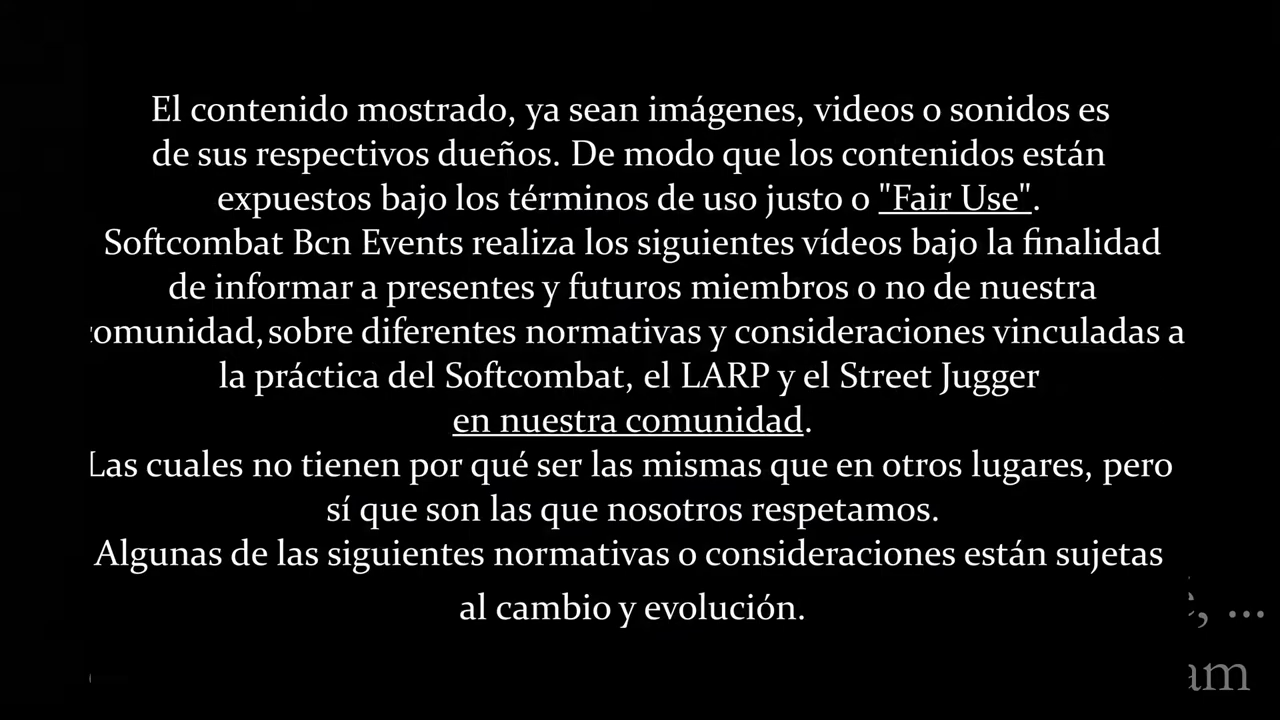 El contenido mostrado, ya sean imágenes, videos o sonidos es
de sus respectivos dueños. De modo que los contenidos están
expuestos bajo los términos de uso justo o "Fair Use".
Softcombat Bcn Events realiza los siguientes vídeos bajo la finalidad
de informar a presentes y futuros miembros o no de nuestra
comunidad, sobre diferentes normativas y consideraciones vinculadas a
la práctica del Softcombat, el LARP y el Street Jugger
en nuestra comunidad.
Las cuales no tienen por qué ser las mismas que en otros lugares, pero
sí que son las que nosotros respetamos.
Algunas de las siguientes normativas o consideraciones están sujetas
al cambio y evolución.